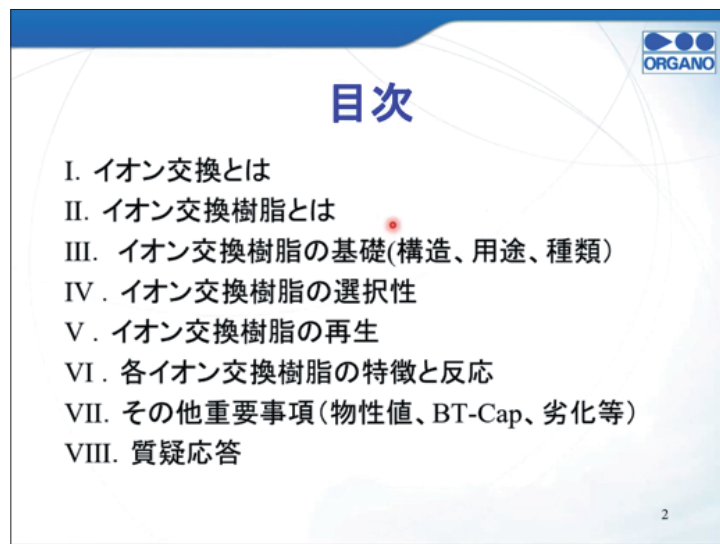 ORGANO
目次
I. イオン交換とは
II. イオン交換樹脂とは
III. イオン交換樹脂の基礎(構造、用途、種類）
IV . イオン交換樹脂の選択性
V . イオン交換樹脂の再生
VI . 各イオン交換樹脂の特徴と反応
VII. その他重要事項（物性値、BT-Cap、劣化等）
VIII. 質疑応答
2